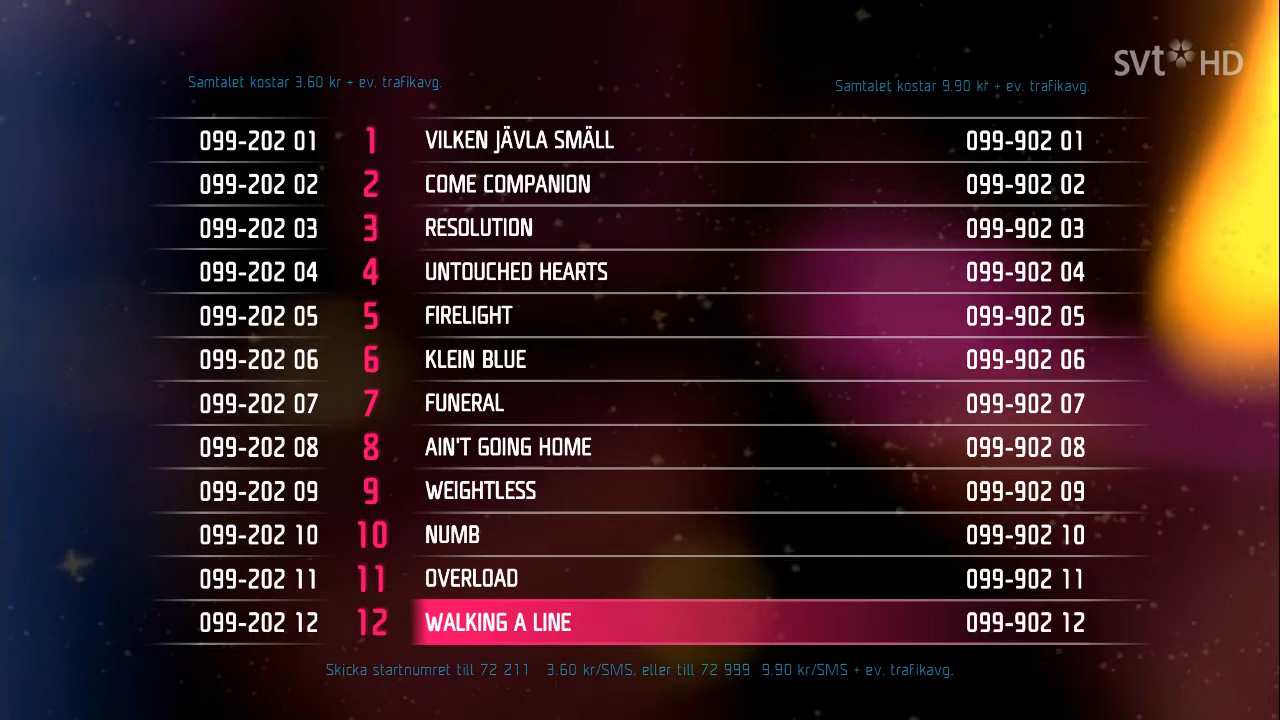 svt HD
Samtalet kostar 3.60 kr + ev. trafikavg. Samtalet kostar 9.90 kr + ev. trafikavg.
099-202 01 1 VILKEN JÄVLA SMÄLL 099-902 01
099-202 02 2 COME COMPANION 099-902 02
099-202 03 3 RESOLUTION 099-902 03
099-202 04 4 UNTOUCHED HEARTS 099-902 04
099-202 05 5 FIRELIGHT 099-902 05
099-202 06 6 KLEIN BLUE 099-902 06
099-202 07 7 FUNERAL 099-902 07
099-202 08 8 AIN'T GOING HOME 099-902 08
099-202 09 9 WEIGHTLESS 099-902 09
099-202 10 10 NUMB 099-902 10
099-202 11 11 OVERLOAD 099-902 11
099-202 12 12 WALKING A LINE 099-902 12
Skicka startnumret till 72 211 3.60 kr/SMS, eller till 72 999 9.90 kr/SMS + ev. trafikavg.